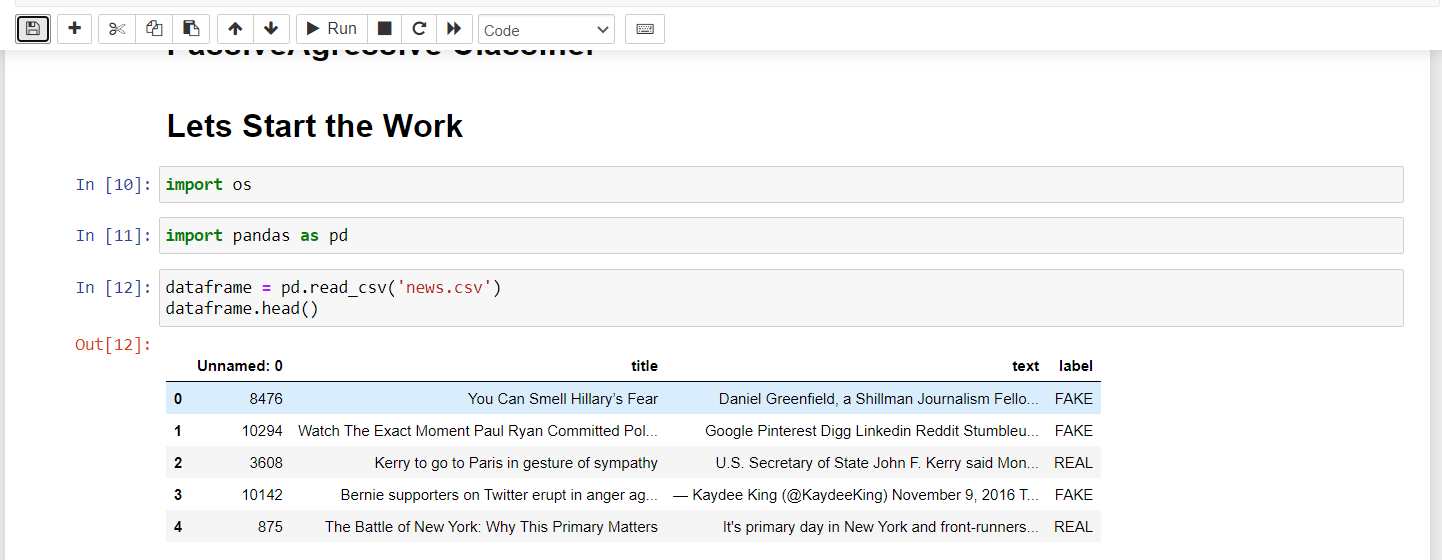 Run Code
PassiveAgressive Classifier
Lets Start the Work
In [10]: import os
In [11]: import pandas as pd
In [12]: dataframe = pd.read_csv('news.csv')
dataframe.head()
Out[12]:
Unnamed: 0 title text label
0 8476 You Can Smell Hillary’s Fear Daniel Greenfield, a Shillman Journalism Fello... FAKE
1 10294 Watch The Exact Moment Paul Ryan Committed Pol... Google Pinterest Digg Linkedin Reddit Stumbleu... FAKE
2 3608 Kerry to go to Paris in gesture of sympathy U.S. Secretary of State John F. Kerry said Mon... REAL
3 10142 Bernie supporters on Twitter erupt in anger ag... — Kaydee King (@KaydeeKing) November 9, 2016 T... FAKE
4 875 The Battle of New York: Why This Primary Matters It's primary day in New York and front-runners... REAL